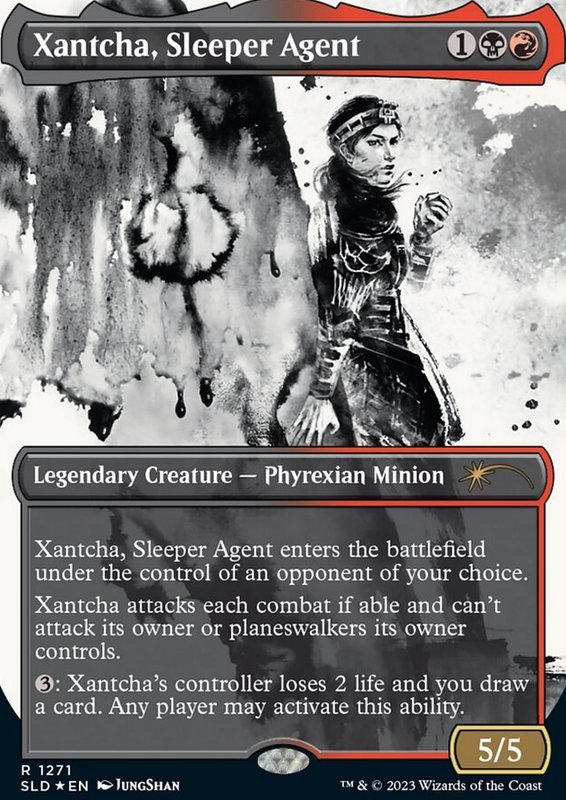 Xantcha, Sleeper Agent 1
Legendary Creature — Phyrexian Minion
Xantcha, Sleeper Agent enters the battlefield
under the control of an opponent of your choice.
Xantcha attacks each combat if able and can't
attack its owner or planeswalkers its owner
controls.
3: Xantcha's controller loses 2 life and you draw
a card. Any player may activate this ability.
5/5
R 1271
SLD ★ EN JUNGSHAN
™ & © 2023 Wizards of the Coast